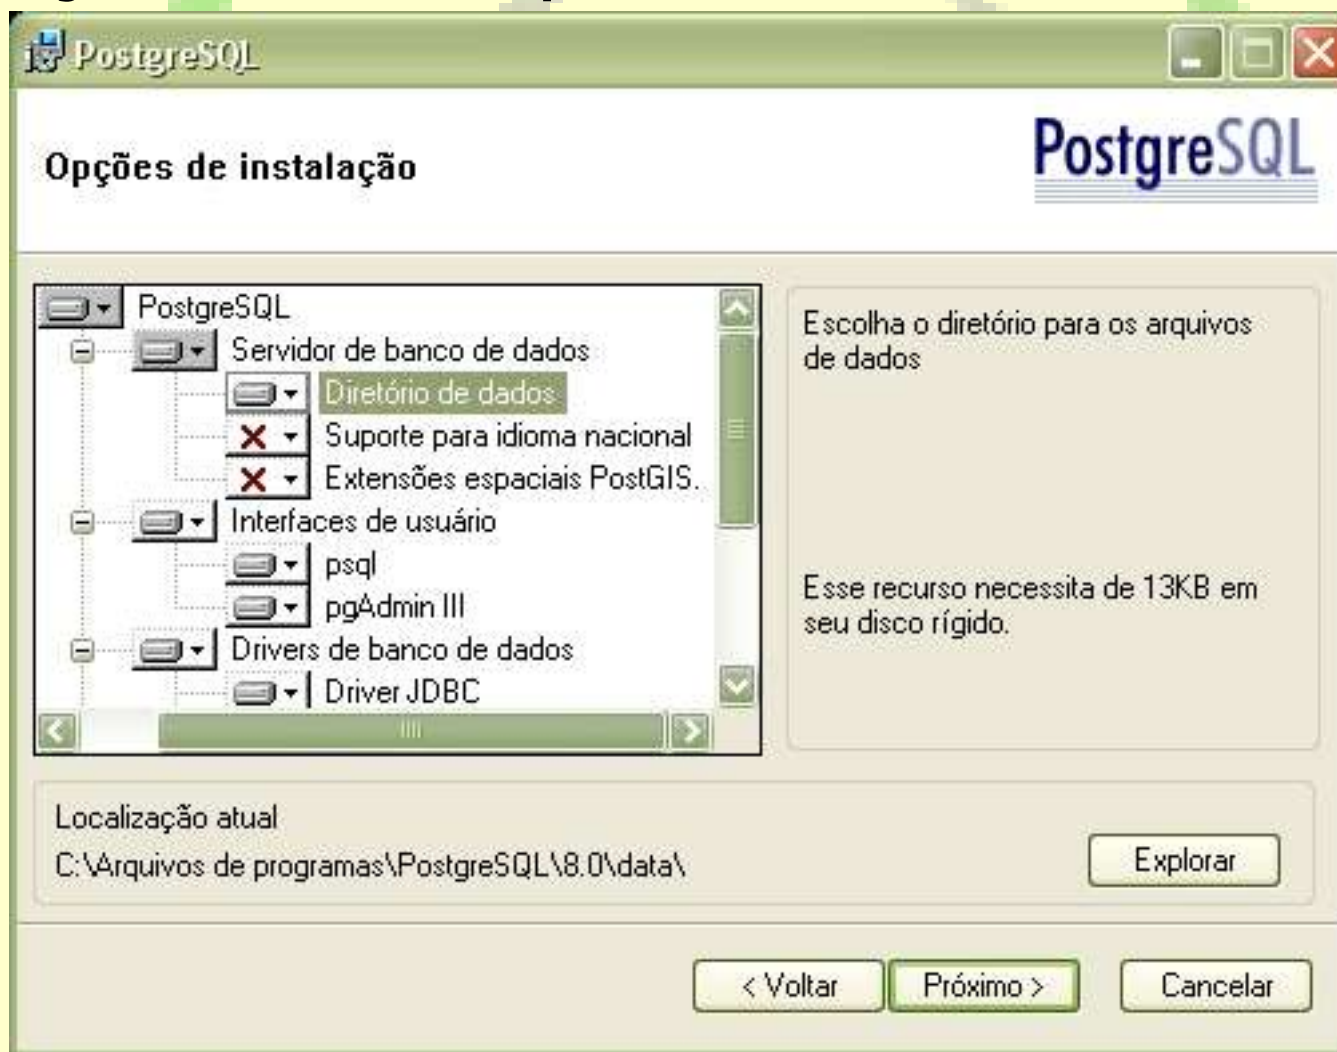 PostgreSQL
Opções de instalação
PostgreSQL
PostgreSQL
Servidor de banco de dados
Diretório de dados
Suporte para idioma nacional
Extensões espaciais PostGIS.
Interfaces de usuário
psql
pgAdmin III
Drivers de banco de dados
Driver JDBC
Escolha o diretório para os arquivos
de dados
Esse recurso necessita de 13KB em
seu disco rígido.
Localização atual
C:\Arquivos de programas\PostgreSQL\8.0\data\
Explorar
< Voltar
Próximo >
Cancelar